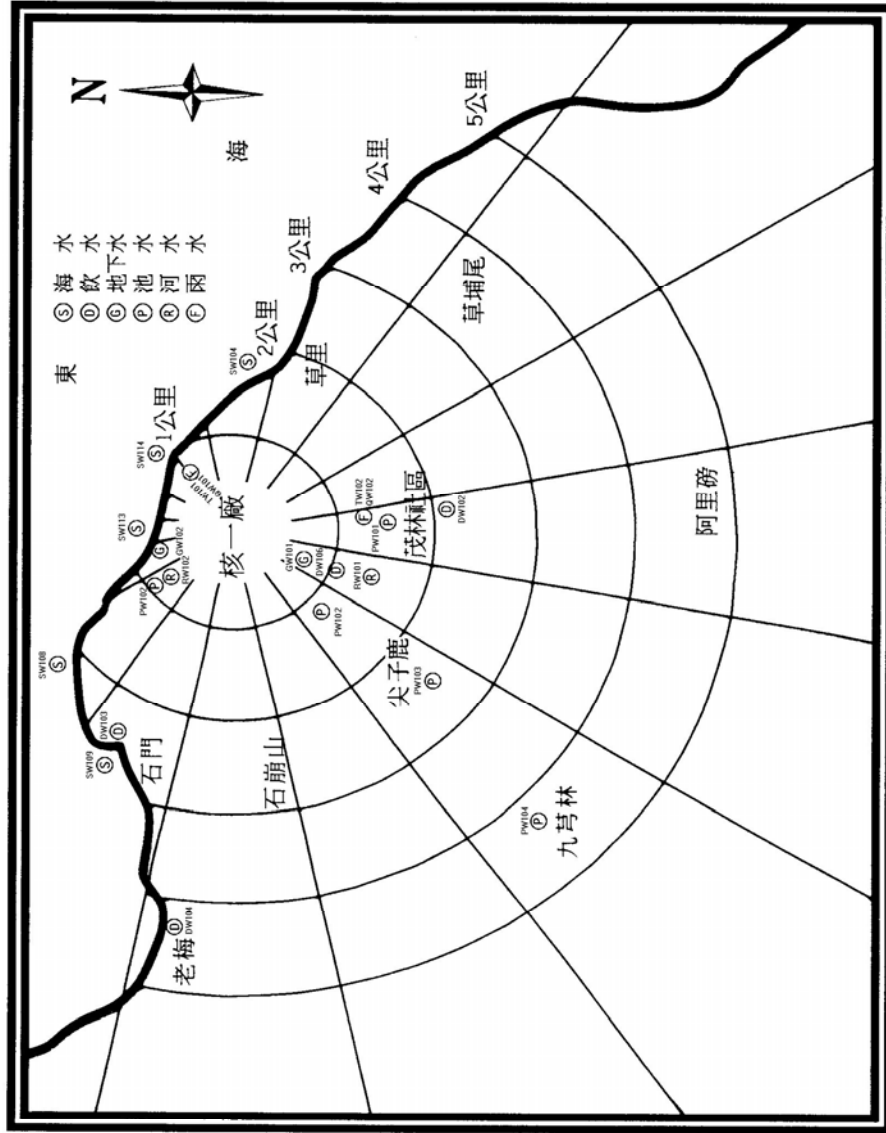 N
東 海
Ⓢ 海水
Ⓓ 飲水
Ⓖ 地下水
Ⓟ 池水
Ⓡ 河水
Ⓕ 雨水
1公里
2公里
3公里
4公里
5公里
SW108 Ⓢ
SW109 Ⓢ
DW103 Ⓓ
石門
SW113 Ⓢ
SW114 Ⓢ
SW104 Ⓢ
PW102 Ⓟ
Ⓡ RW102
Ⓖ GW102
TW101 Ⓕ
核一廠
草里
草埔尾
老梅
Ⓓ DW104
石崩山
GW101 Ⓖ
DW106 Ⓓ
RW101 Ⓡ
Ⓟ PW102
Ⓕ TW102
QW102
PW101 Ⓟ
茂林社區
Ⓓ DW102
尖子鹿
PW103 Ⓟ
PW104 Ⓟ
九芎林
阿里磅